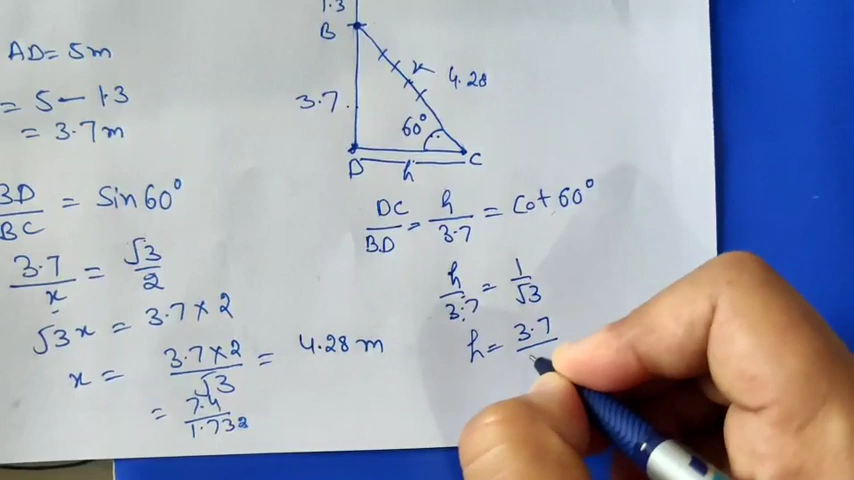 1.3
B
AD = 5m
= 5 - 1.3
= 3.7m
3.7
x
4.28
60°
D
h
C
BD/BC = Sin 60°
3.7/x = √3/2
√3x = 3.7 × 2
x = 3.7×2/√3 = 4.28 m
= 7.4/1.732
DC/BD = h/3.7 = Cot 60°
h/3.7 = 1/√3
h = 3.7